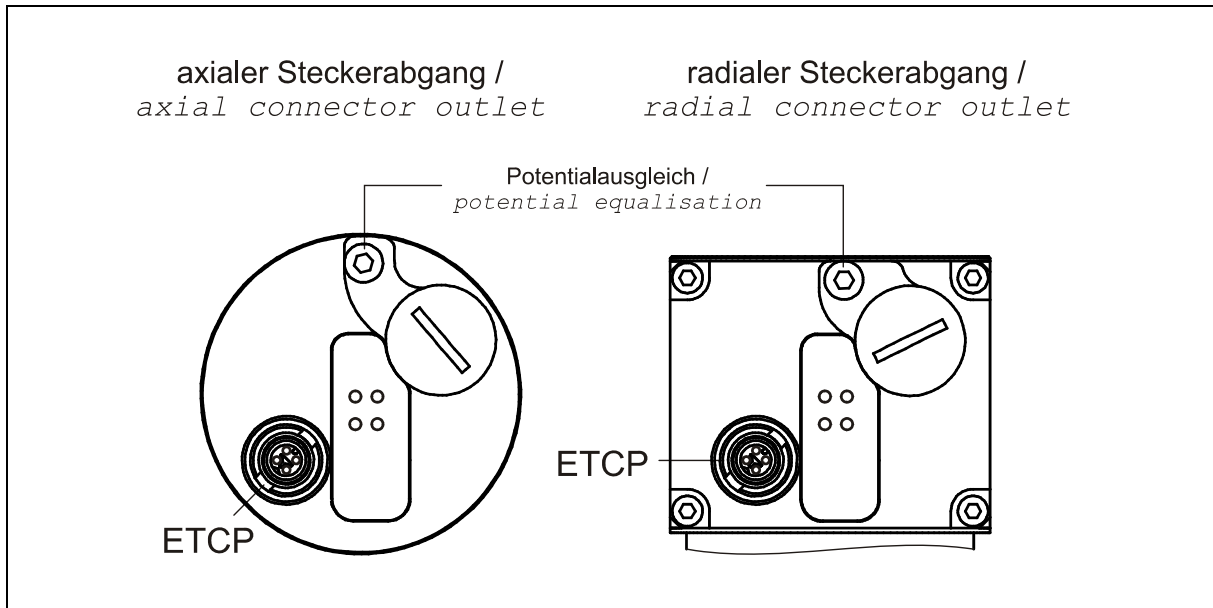 axialer Steckerabgang /
axial connector outlet
radialer Steckerabgang /
radial connector outlet
Potentialausgleich /
potential equalisation
ETCP
ETCP